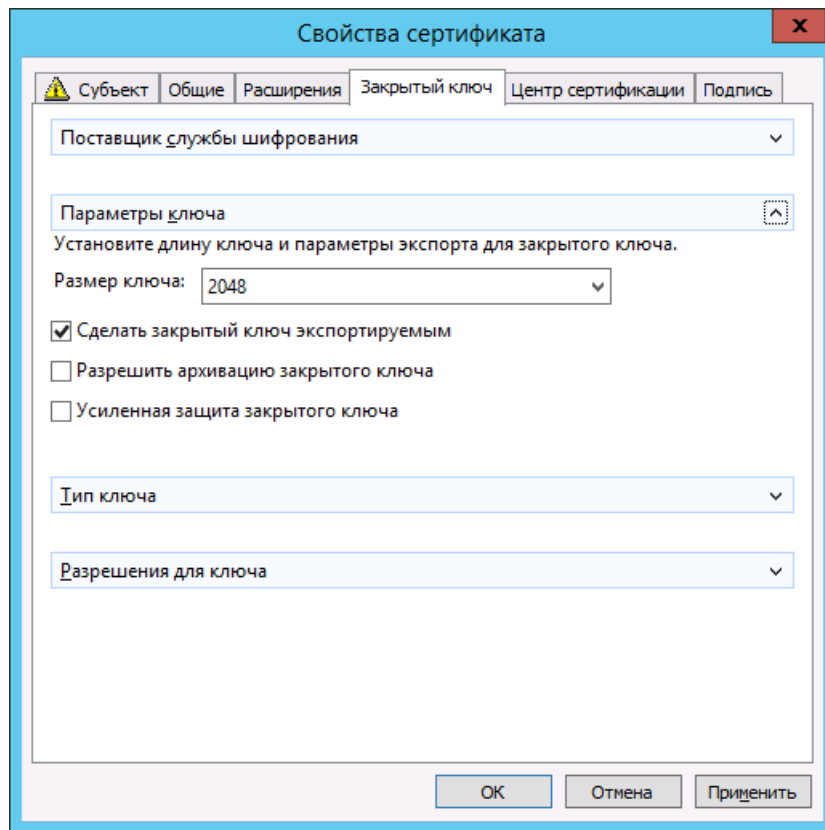 Свойства сертификата
x
Субъект Общие Расширения Закрытый ключ Центр сертификации Подпись
Поставщик службы шифрования
Параметры ключа
Установите длину ключа и параметры экспорта для закрытого ключа.
Размер ключа: 2048
Сделать закрытый ключ экспортируемым
Разрешить архивацию закрытого ключа
Усиленная защита закрытого ключа
Тип ключа
Разрешения для ключа
OK Отмена Применить